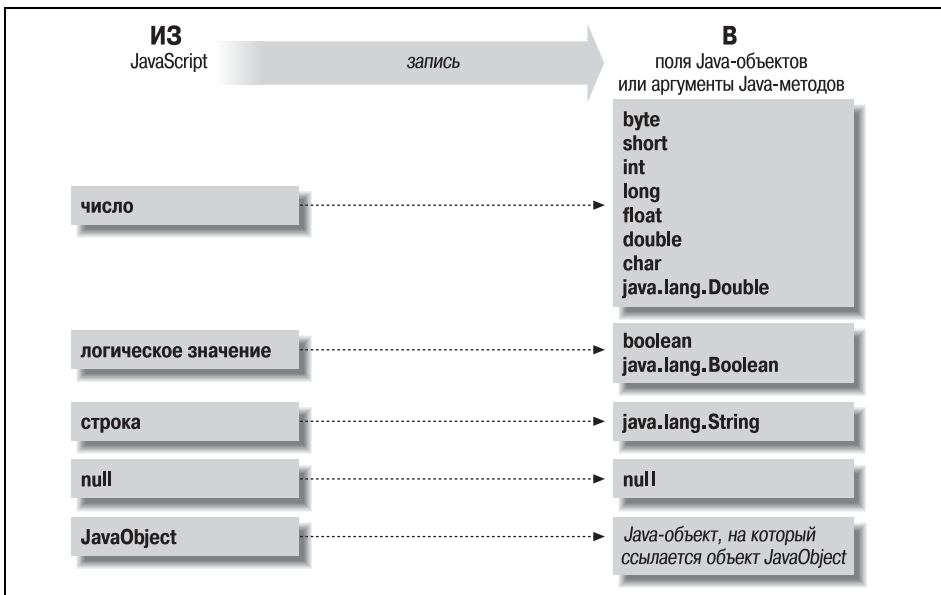 ИЗ
JavaScript
запись
В
поля Java-объектов
или аргументы Java-методов
число
byte
short
int
long
float
double
char
java.lang.Double
логическое значение
boolean
java.lang.Boolean
строка
java.lang.String
null
null
JavaObject
Java-объект, на который
ссылается объект JavaObject